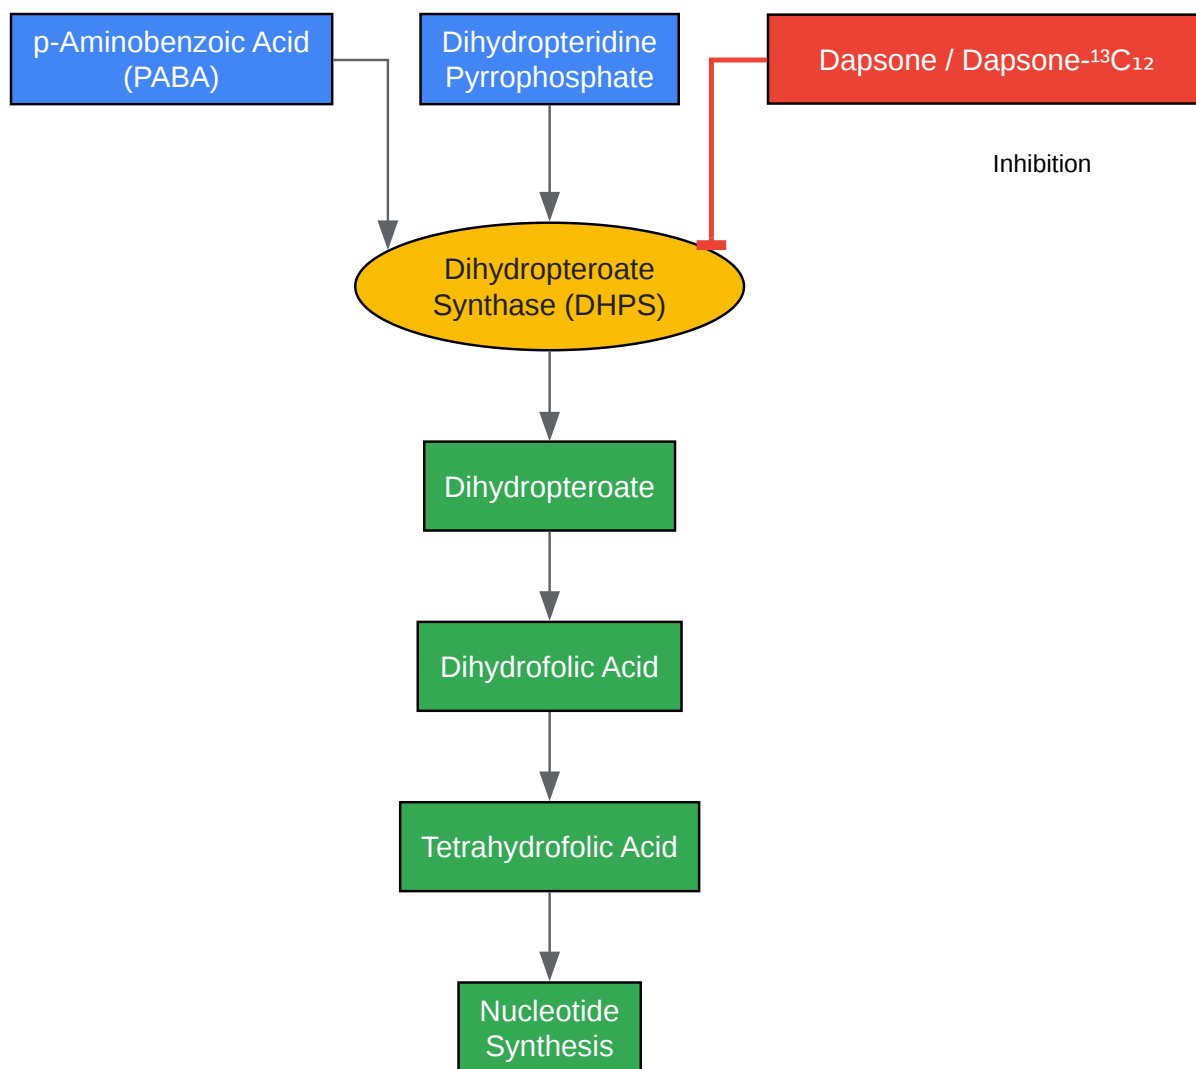 p-Aminobenzoic Acid
(PABA)
Dihydropteridine
Pyrrophosphate
Dapsone / Dapsone-¹³C₁₂
Inhibition
Dihydropteroate
Synthase (DHPS)
Dihydropteroate
Dihydrofolic Acid
Tetrahydrofolic Acid
Nucleotide
Synthesis